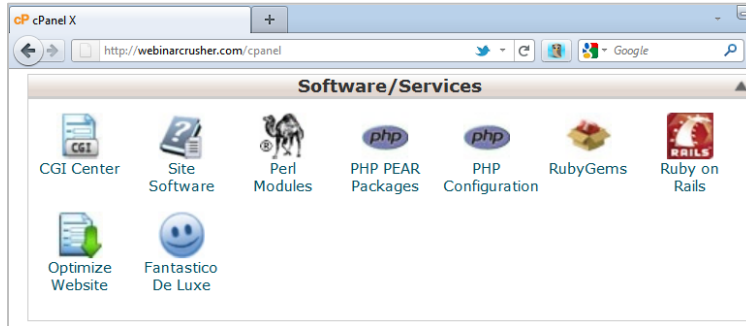 cP cPanel X
http://webinarcrusher.com/cpanel
Google
Software/Services
CGI
®
php
php
RAILS
CGI Center
Site Software
Perl Modules
PHP PEAR Packages
PHP Configuration
RubyGems
Ruby on Rails
Optimize Website
Fantastico De Luxe